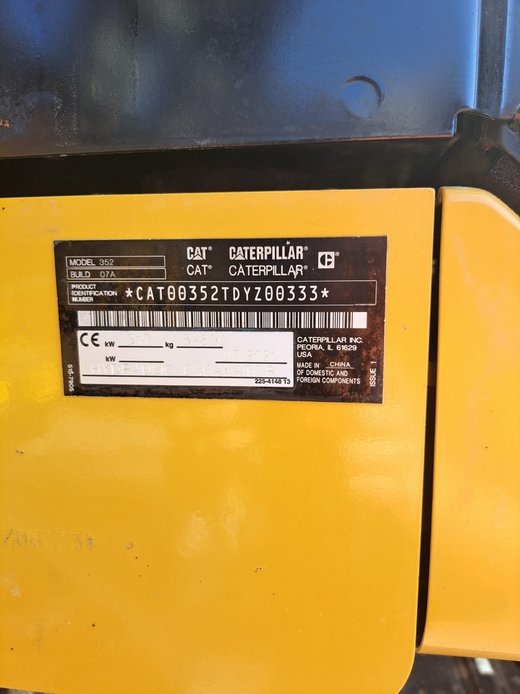 MODEL 352
BUILD 07A
CAT® CATERPILLAR® C
CAT® CATERPILLAR®
PRODUCT IDENTIFICATION NUMBER
*CAT00352TDYZ00333*
CE kW kg
kW
225-4148 13
CATERPILLAR INC.
PEORIA, IL 61629
USA
MADE IN CHINA
OF DOMESTIC AND
FOREIGN COMPONENTS
ISSUE 1